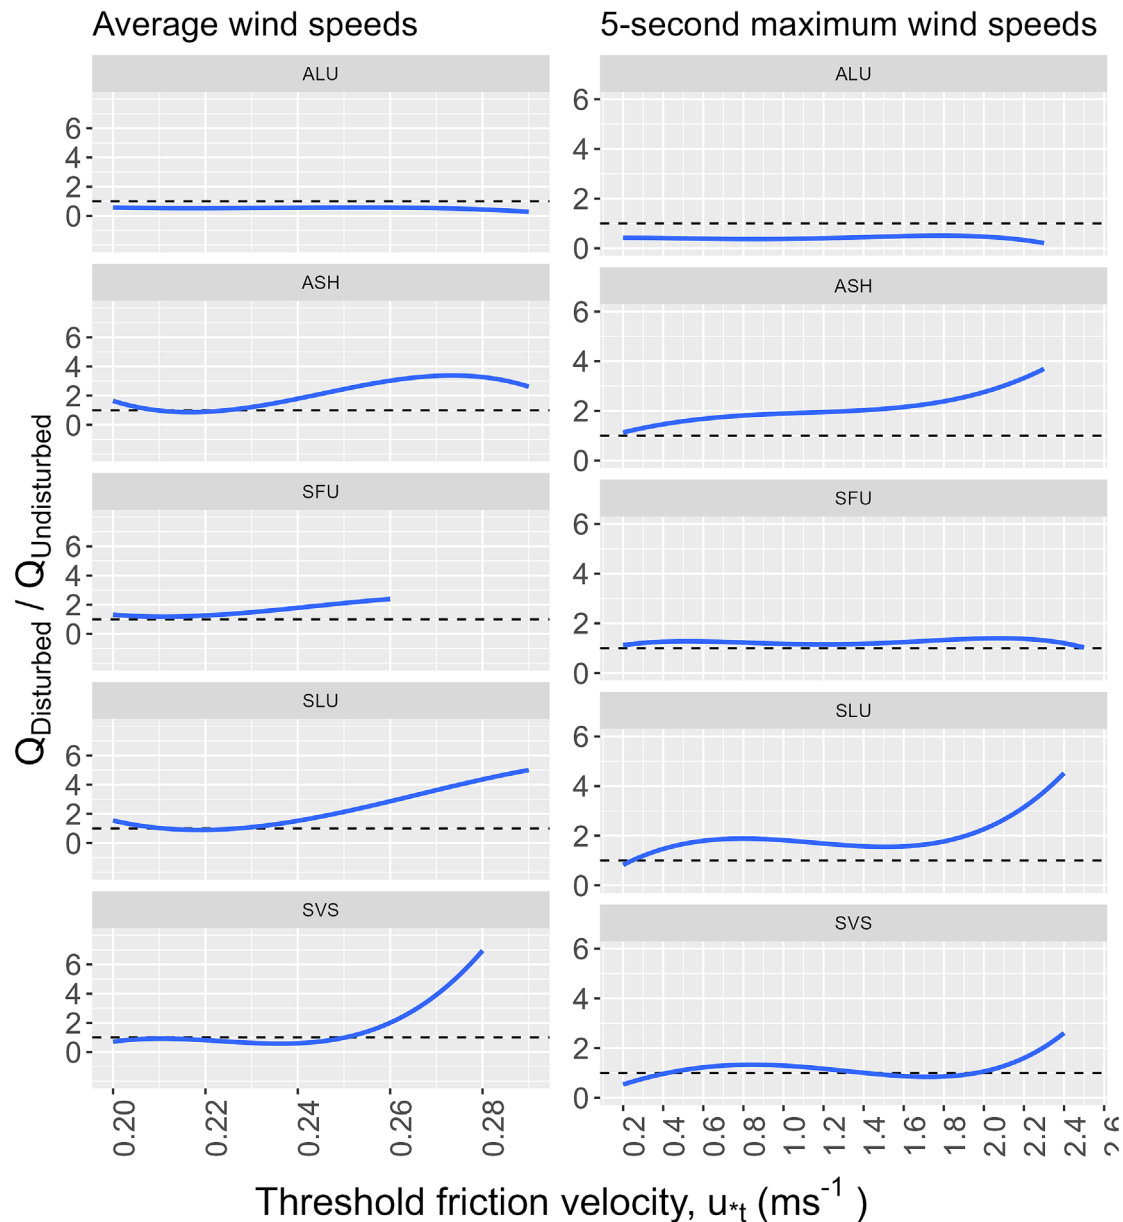 Average wind speeds
5-second maximum wind speeds
ALU
6
4
2
0
ALU
6
4
2
0
ASH
6
4
2
0
ASH
6
4
2
0
SFU
6
4
2
0
SFU
6
4
2
0
SLU
6
4
2
0
SLU
6
4
2
0
SVS
6
4
2
0
SVS
6
4
2
0
Q_Disturbed / Q_Undisturbed
0.20 0.22 0.24 0.26 0.28
0.2 0.4 0.6 0.8 1.0 1.2 1.4 1.6 1.8 2.0 2.2 2.4 2.6
Threshold friction velocity, u_*t (ms^-1 )